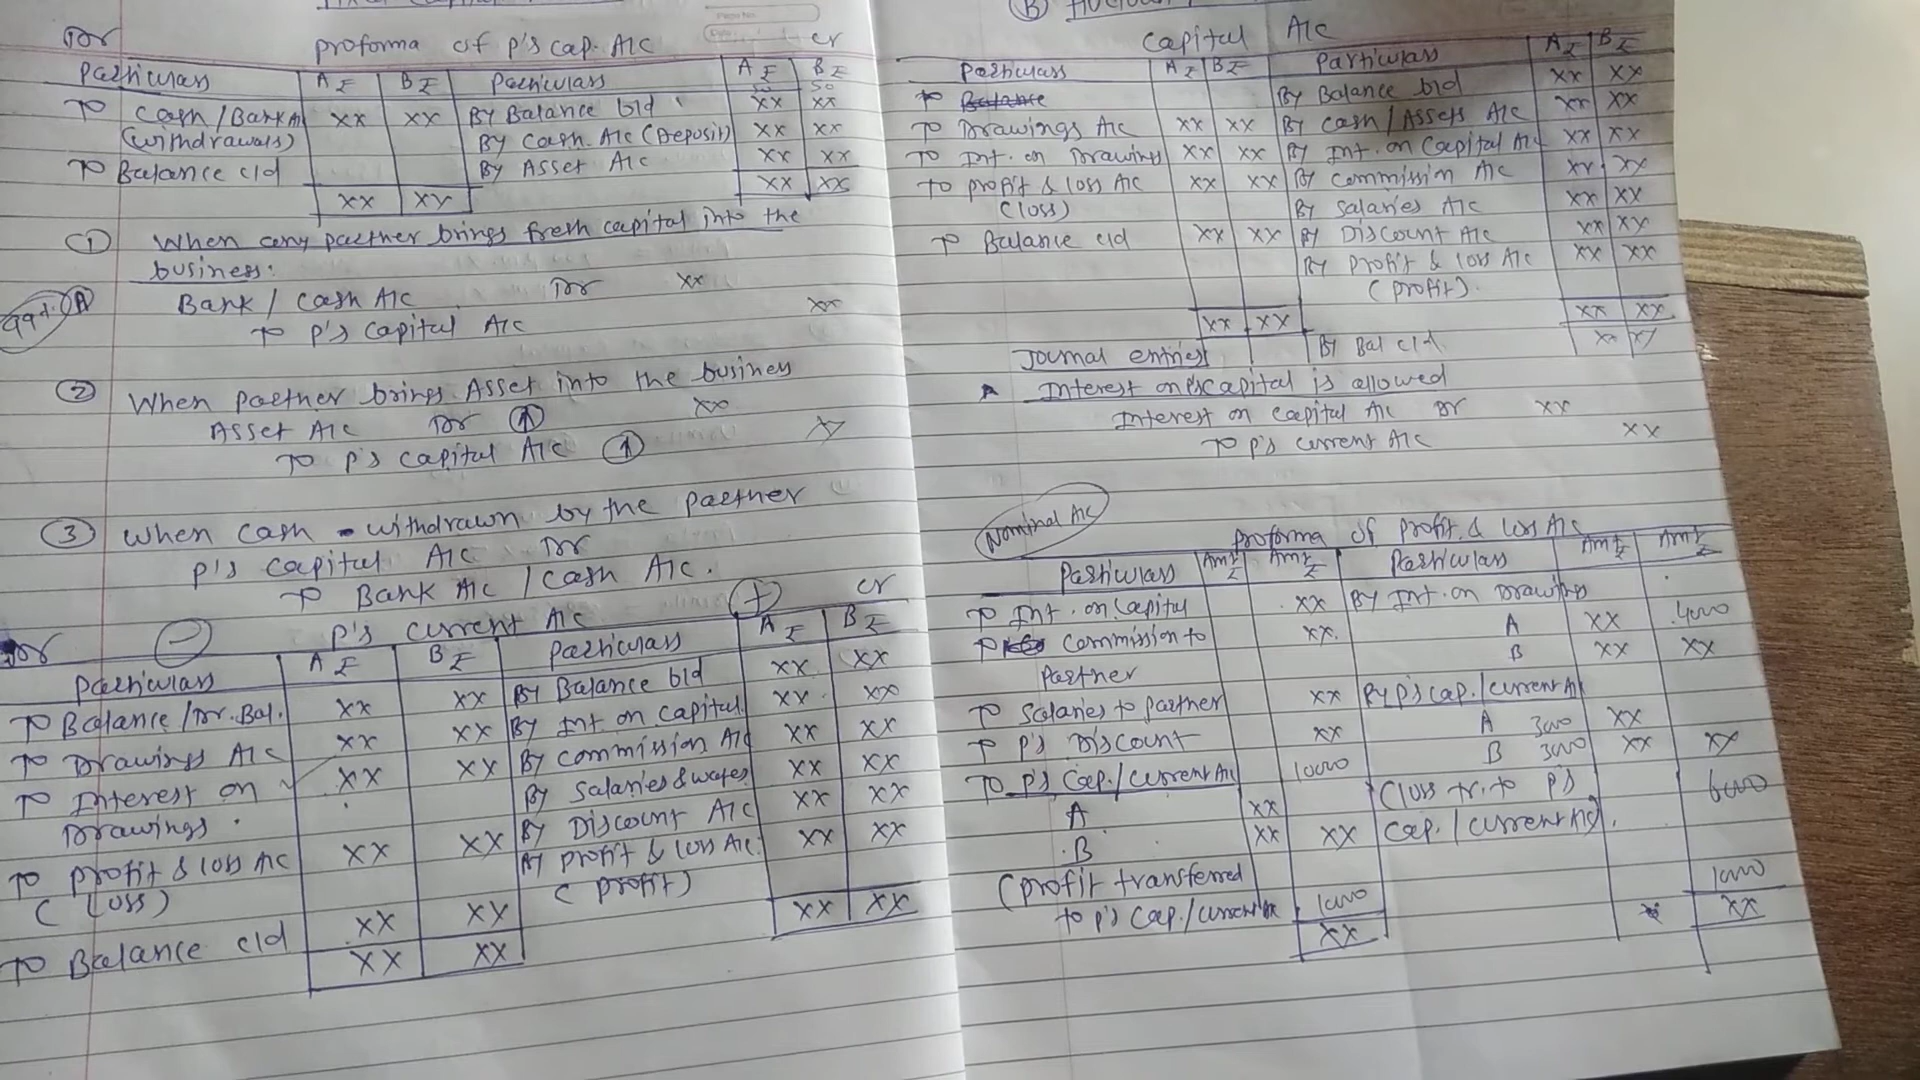 Dr proforma of P's cap. A/c cr
Particulars A ₹ B ₹ Particulars A ₹ B ₹
To Cash/Bank A/c xx xx By Balance b/d xx xx
(withdrawals) By Cash A/c (Deposit) xx xx
To Balance c/d By Asset A/c xx xx
xx xx xx xx
① When any partner brings fresh capital into the
business:
Bank / Cash A/c Dr xx
To P's Capital A/c xx
② When Partner brings Asset into the business
Asset A/c Dr ↑ xx
To P's Capital A/c ↑ xx
③ When cash withdrawn by the partner
P's Capital A/c Dr
To Bank A/c / Cash A/c.
Dr − P's Current A/c + cr
Particulars A ₹ B ₹ Particulars A ₹ B ₹
To Balance/Dr. Bal. xx xx By Balance b/d xx xx
To Drawings A/c xx xx By Int. on Capital xx xx
To Interest on xx xx By Commission A/c xx xx
Drawings. By Salaries & wages xx xx
To Profit & loss A/c xx xx By Discount A/c xx xx
(Loss) By Profit & Loss A/c. xx xx
To Balance c/d xx xx (Profit)
xx xx xx xx
Capital A/c
Particulars A ₹ B ₹ Particulars A ₹ B ₹
To Balance By Balance b/d xx xx
To Drawings A/c xx xx By Cash/Assets A/c xx xx
To Int. on Drawings xx xx By Int. on Capital A/c xx xx
To Profit & Loss A/c xx xx By Commission A/c xx xx
(Loss) By Salaries A/c xx xx
To Balance c/d xx xx By Discount A/c xx xx
By Profit & Loss A/c xx xx
(Profit).
xx xx xx xx
By Bal c/d. xx xx
Journal entries
Interest on P's capital is allowed
Interest on Capital A/c Dr xx
To P's Current A/c xx
Nominal A/c
Proforma of Profit & Loss A/c
Particulars Amt ₹ Amt ₹ Particulars Amt ₹ Amt ₹
To Int. on Capital xx By Int. on Drawings
To Commission to xx. A xx 4000
Partner B xx xx
To Salaries to partner xx By P's Cap./Current A/c
To P's Discount xx A 3000 xx
To P's Cap./Current A/c 10000 B 3000 xx xx
A xx (Loss tr. to P's 6000
B xx xx Cap./Current A/c).
(Profit transferred
to P's Cap./Current A/c 1000 1000
xx xx